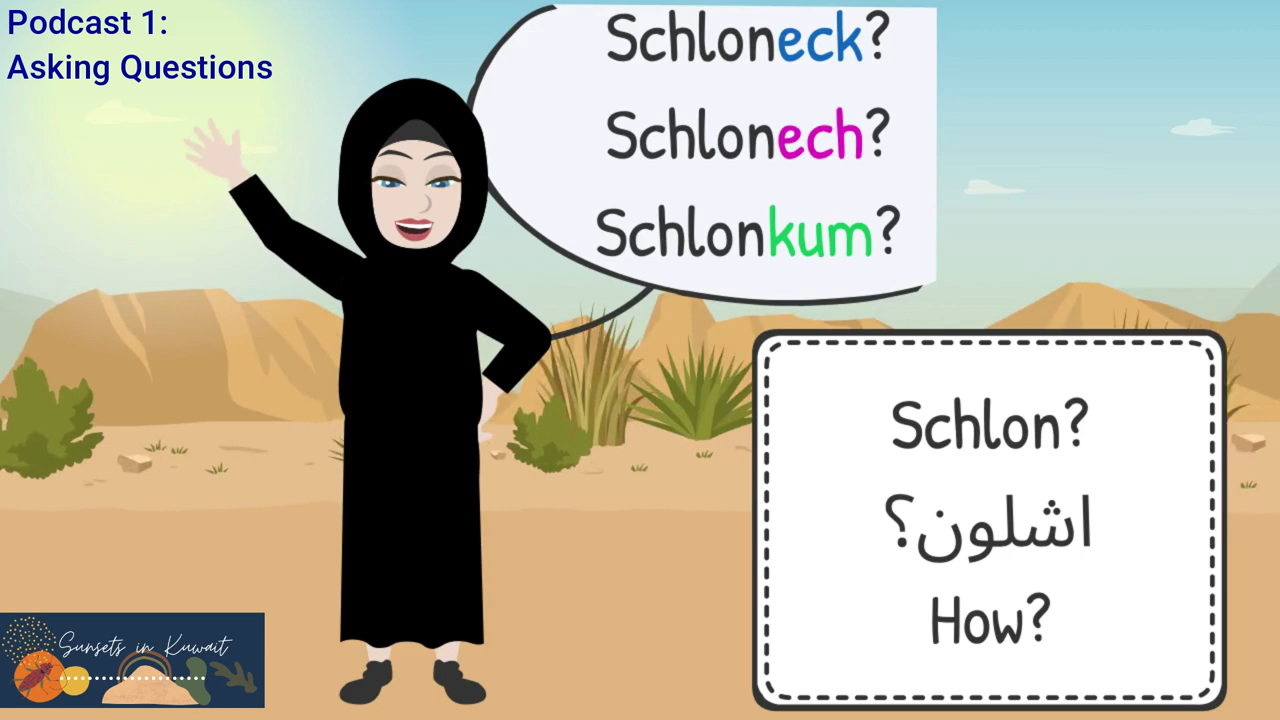 Podcast 1:
Asking Questions
Schloneck?
Schlonech?
Schlonkum?
Schlon?
اشلون؟
How?
Sunsets in Kuwait